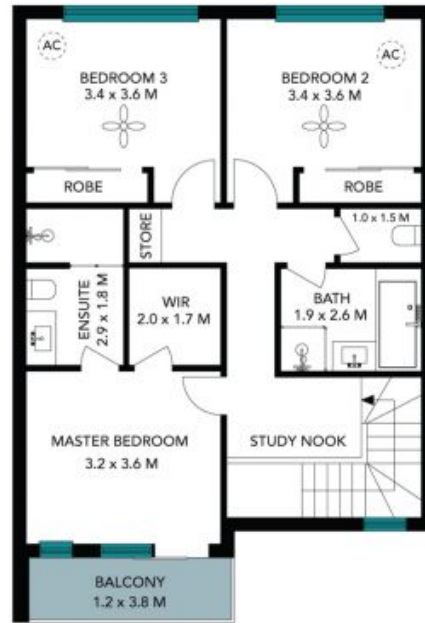 AC
BEDROOM 3
3.4 x 3.6 M
AC
BEDROOM 2
3.4 x 3.6 M
ROBE
ROBE
STORE
1.0 x 1.5 M
ENSUITE
2.9 x 1.8 M
WIR
2.0 x 1.7 M
BATH
1.9 x 2.6 M
MASTER BEDROOM
3.2 x 3.6 M
STUDY NOOK
BALCONY
1.2 x 3.8 M